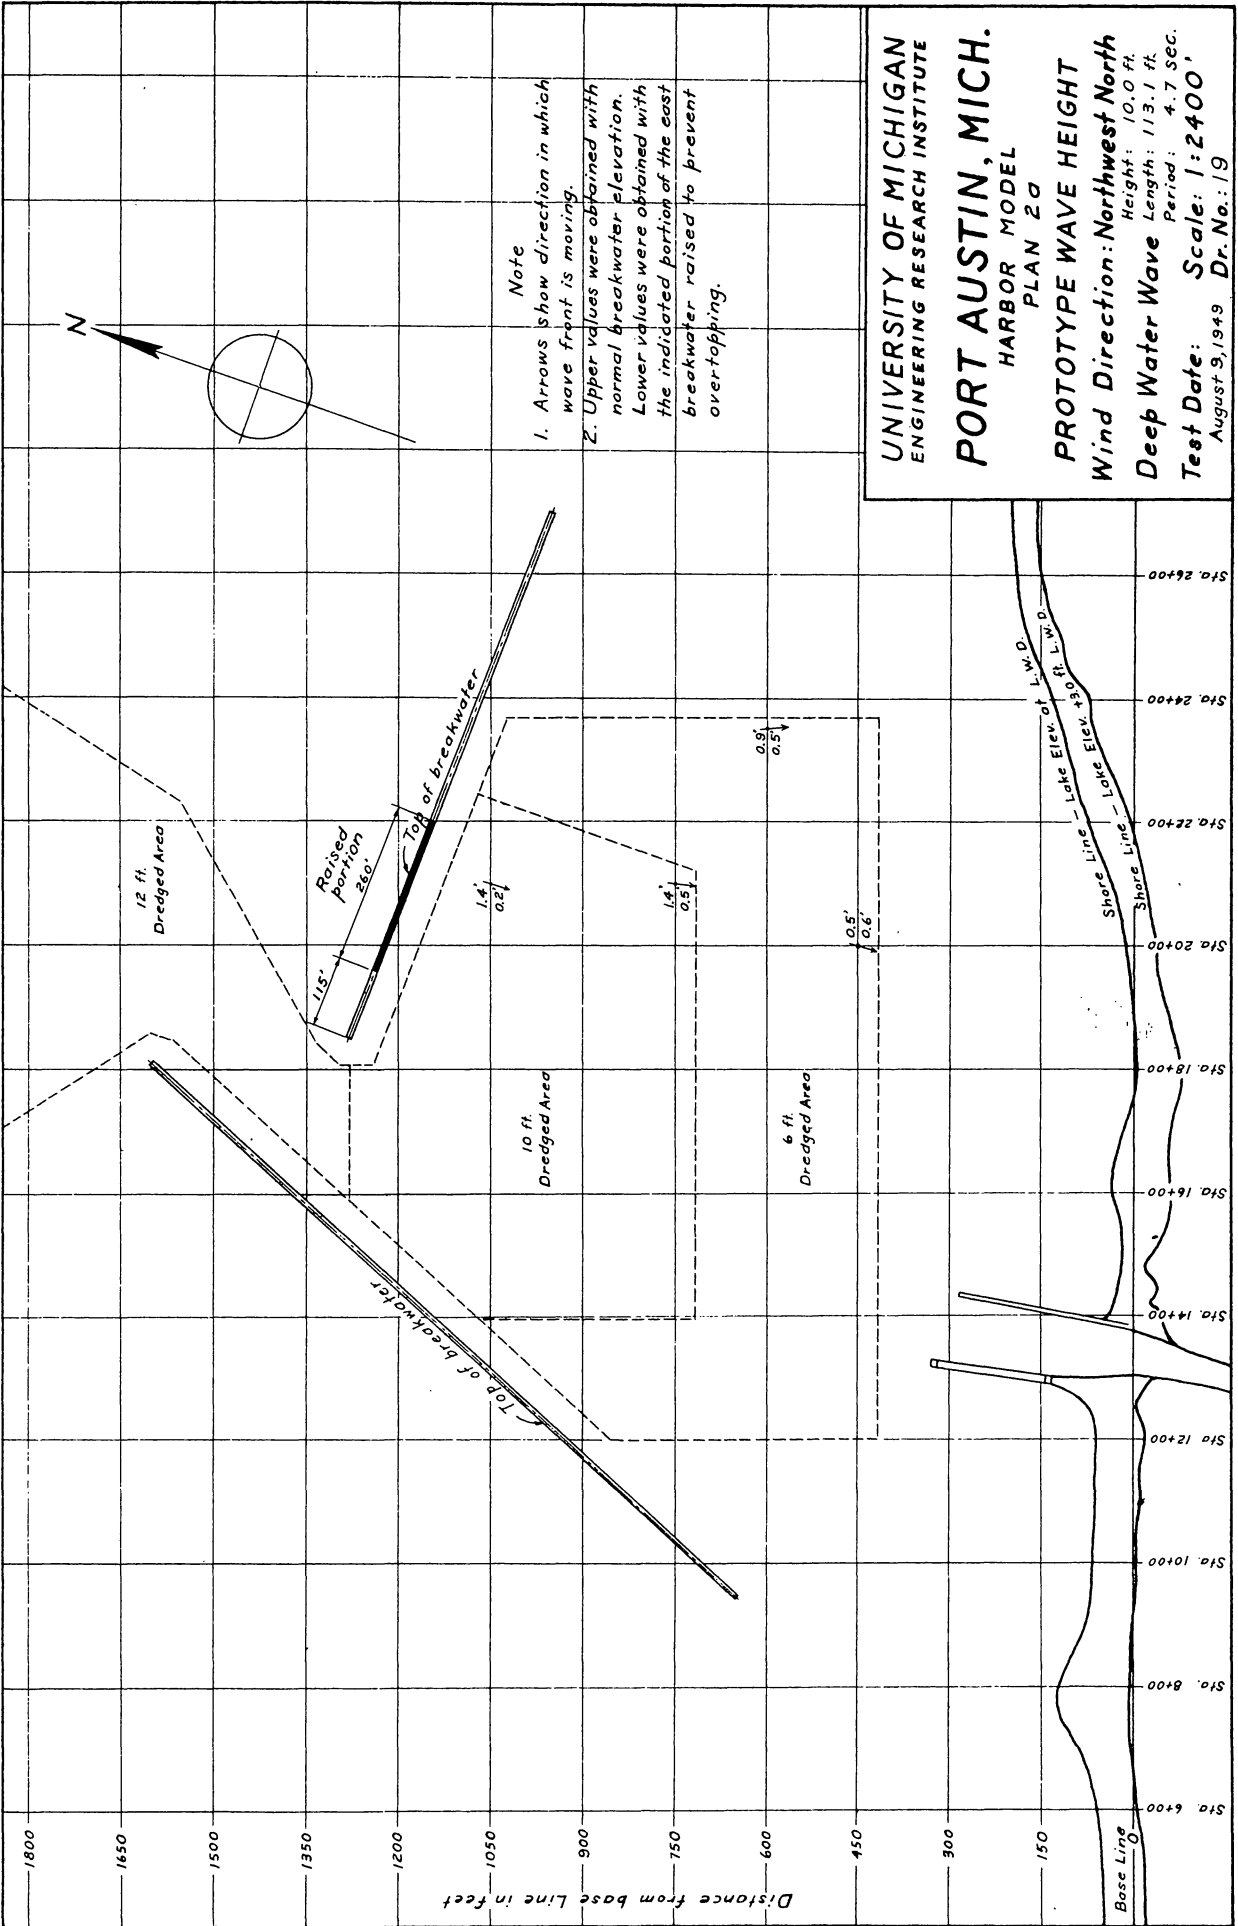 N
Note
1. Arrows show direction in which
wave front is moving.
2. Upper values were obtained with
normal breakwater elevation.
Lower values were obtained with
the indicated portion of the east
breakwater raised to prevent
overtopping.
12 ft.
Dredged Area
Raised
portion
260'
115'
Top of breakwater
Top of breakwater
1.4'
0.2'
1.4'
0.5'
0.9'
0.5'
0.5'
0.6'
10 ft.
Dredged Area
6 ft.
Dredged Area
Shore Line - Lake Elev. at L.W.D.
Shore Line - Lake Elev. +3.0 ft. L.W.D.
1800
1650
1500
1350
1200
1050
900
750
600
450
300
150
0
Base Line
Distance from base Line in feet
Sta. 6+00
Sta. 8+00
Sta. 10+00
Sta. 12+00
Sta. 14+00
Sta. 16+00
Sta. 18+00
Sta. 20+00
Sta. 22+00
Sta. 24+00
Sta. 26+00
UNIVERSITY OF MICHIGAN
ENGINEERING RESEARCH INSTITUTE
PORT AUSTIN, MICH.
HARBOR MODEL
PLAN 2a
PROTOTYPE WAVE HEIGHT
Wind Direction: Northwest North
Height: 10.0 ft.
Deep Water Wave Length: 113.1 ft.
Period: 4.7 sec.
Test Date: Scale: 1:2400'
August 9, 1949 Dr. No.: 19